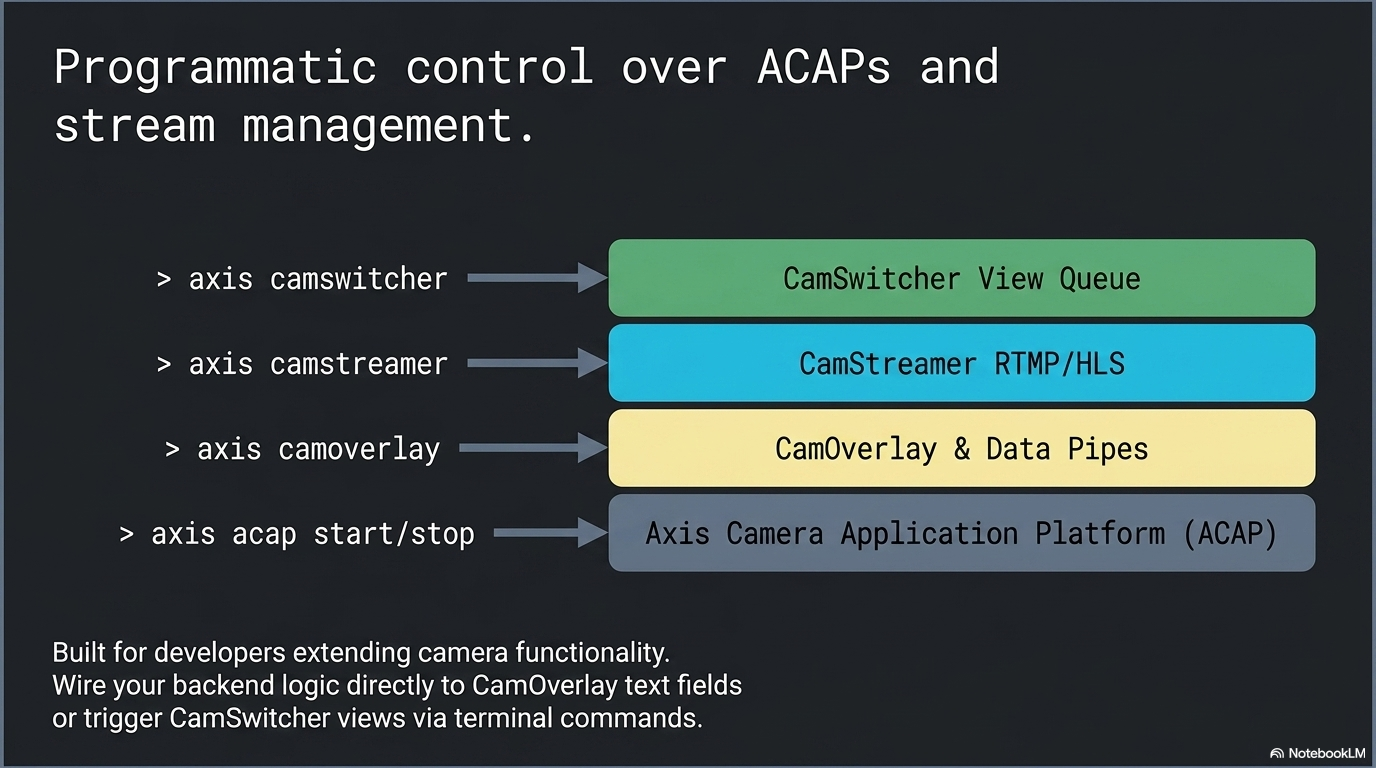 Programmatic control over ACAPs and
stream management.
> axis camswitcher
CamSwitcher View Queue
> axis camstreamer
CamStreamer RTMP/HLS
> axis camoverlay
CamOverlay & Data Pipes
> axis acap start/stop
Axis Camera Application Platform (ACAP)
Built for developers extending camera functionality.
Wire your backend logic directly to CamOverlay text fields
or trigger CamSwitcher views via terminal commands.
NotebookLM